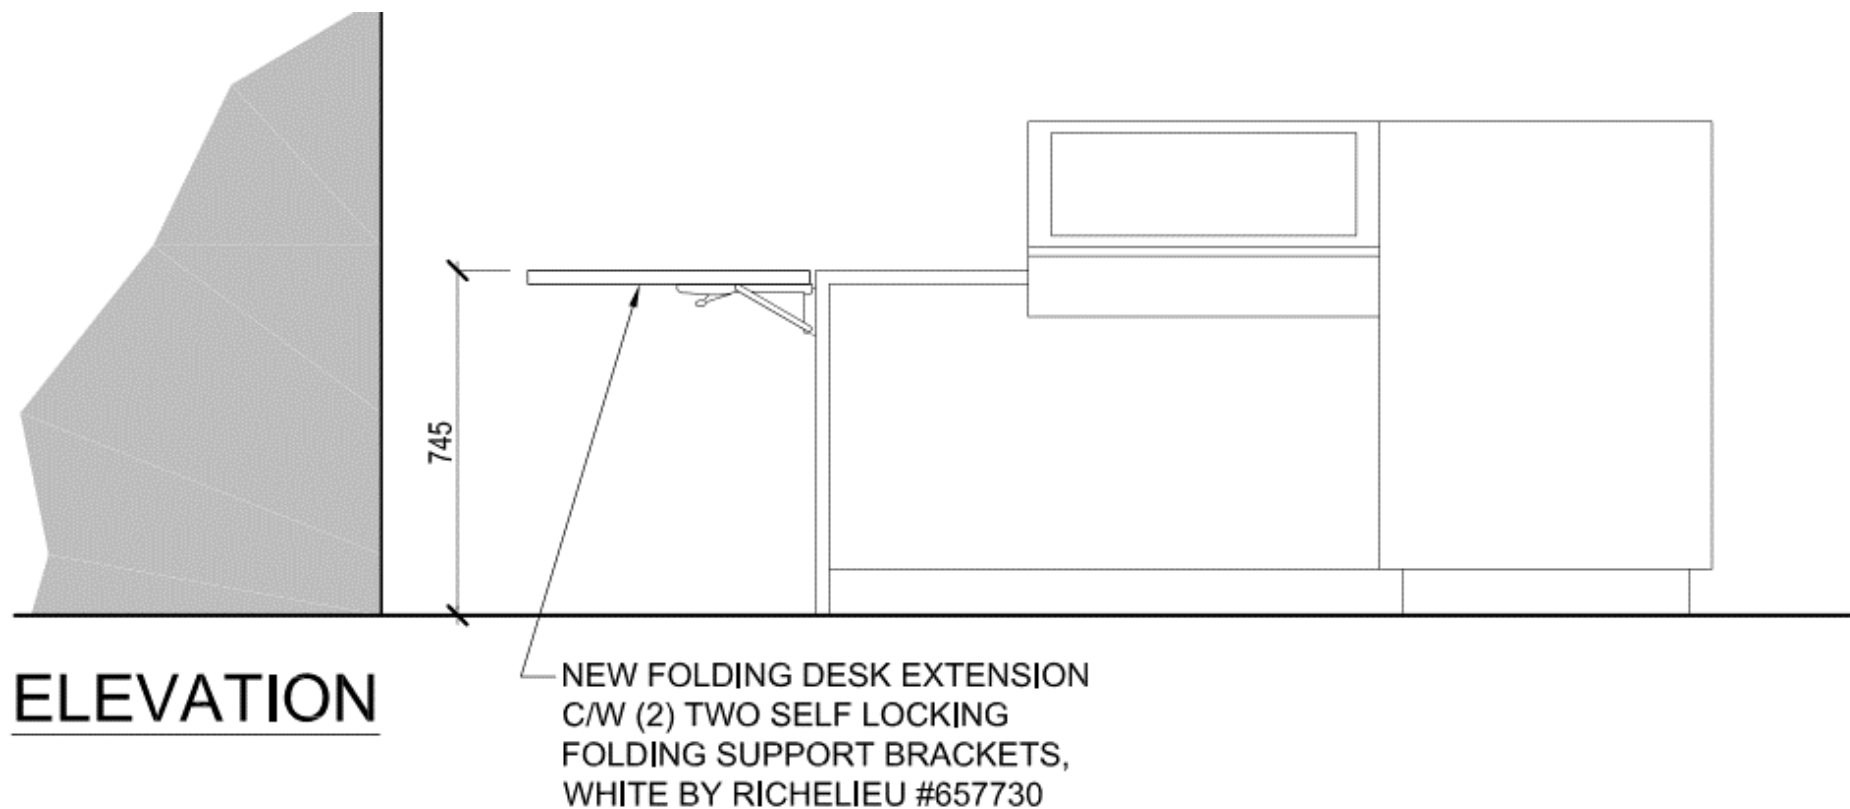 745
ELEVATION
NEW FOLDING DESK EXTENSION
C/W (2) TWO SELF LOCKING
FOLDING SUPPORT BRACKETS,
WHITE BY RICHELIEU #657730